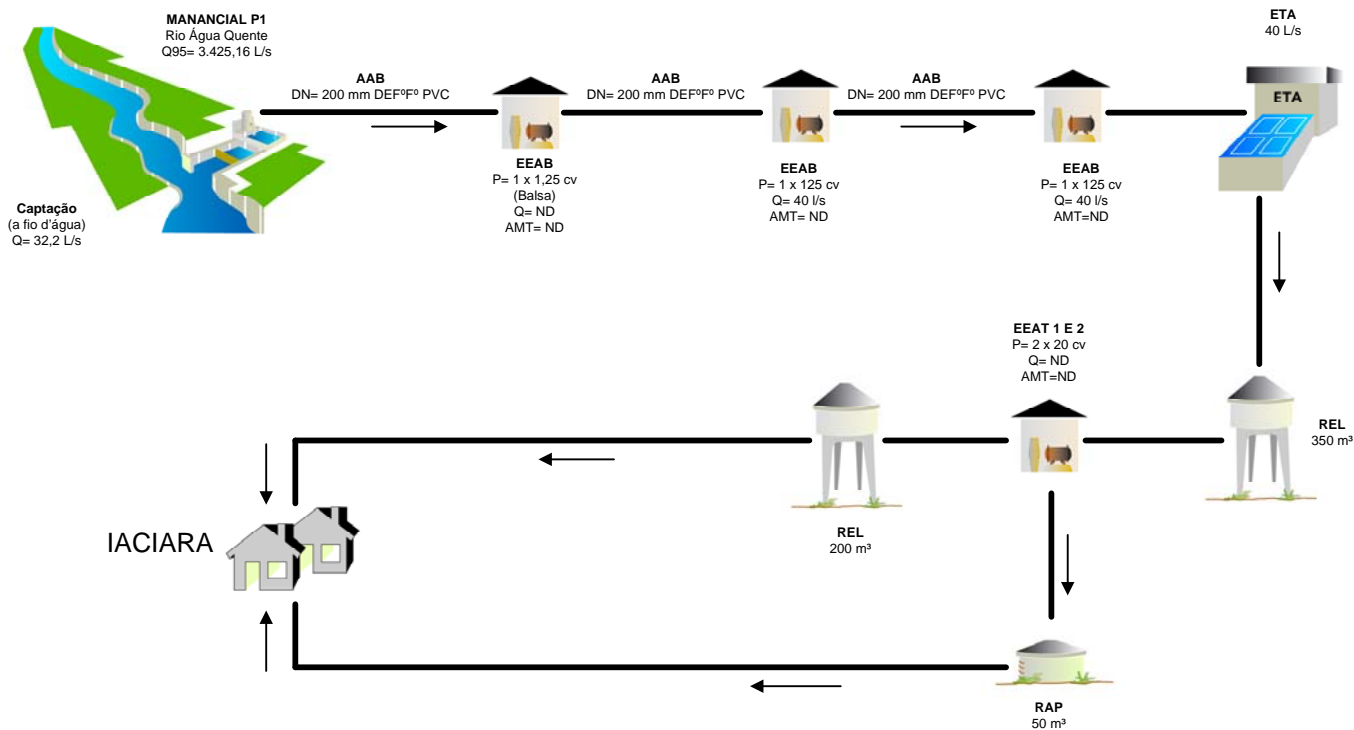 MANANCIAL P1
Rio Água Quente
Q95= 3.425,16 L/s
Captação
(a fio d'água)
Q= 32,2 L/s
AAB
DN= 200 mm DEFºFº PVC
EEAB
P= 1 x 1,25 cv
(Balsa)
Q= ND
AMT= ND
AAB
DN= 200 mm DEFºFº PVC
EEAB
P= 1 x 125 cv
Q= 40 l/s
AMT= ND
AAB
DN= 200 mm DEFºFº PVC
EEAB
P= 1 x 125 cv
Q= 40 l/s
AMT=ND
ETA
40 L/s
ETA
REL
350 m³
EEAT 1 E 2
P= 2 x 20 cv
Q= ND
AMT=ND
REL
200 m³
IACIARA
RAP
50 m³